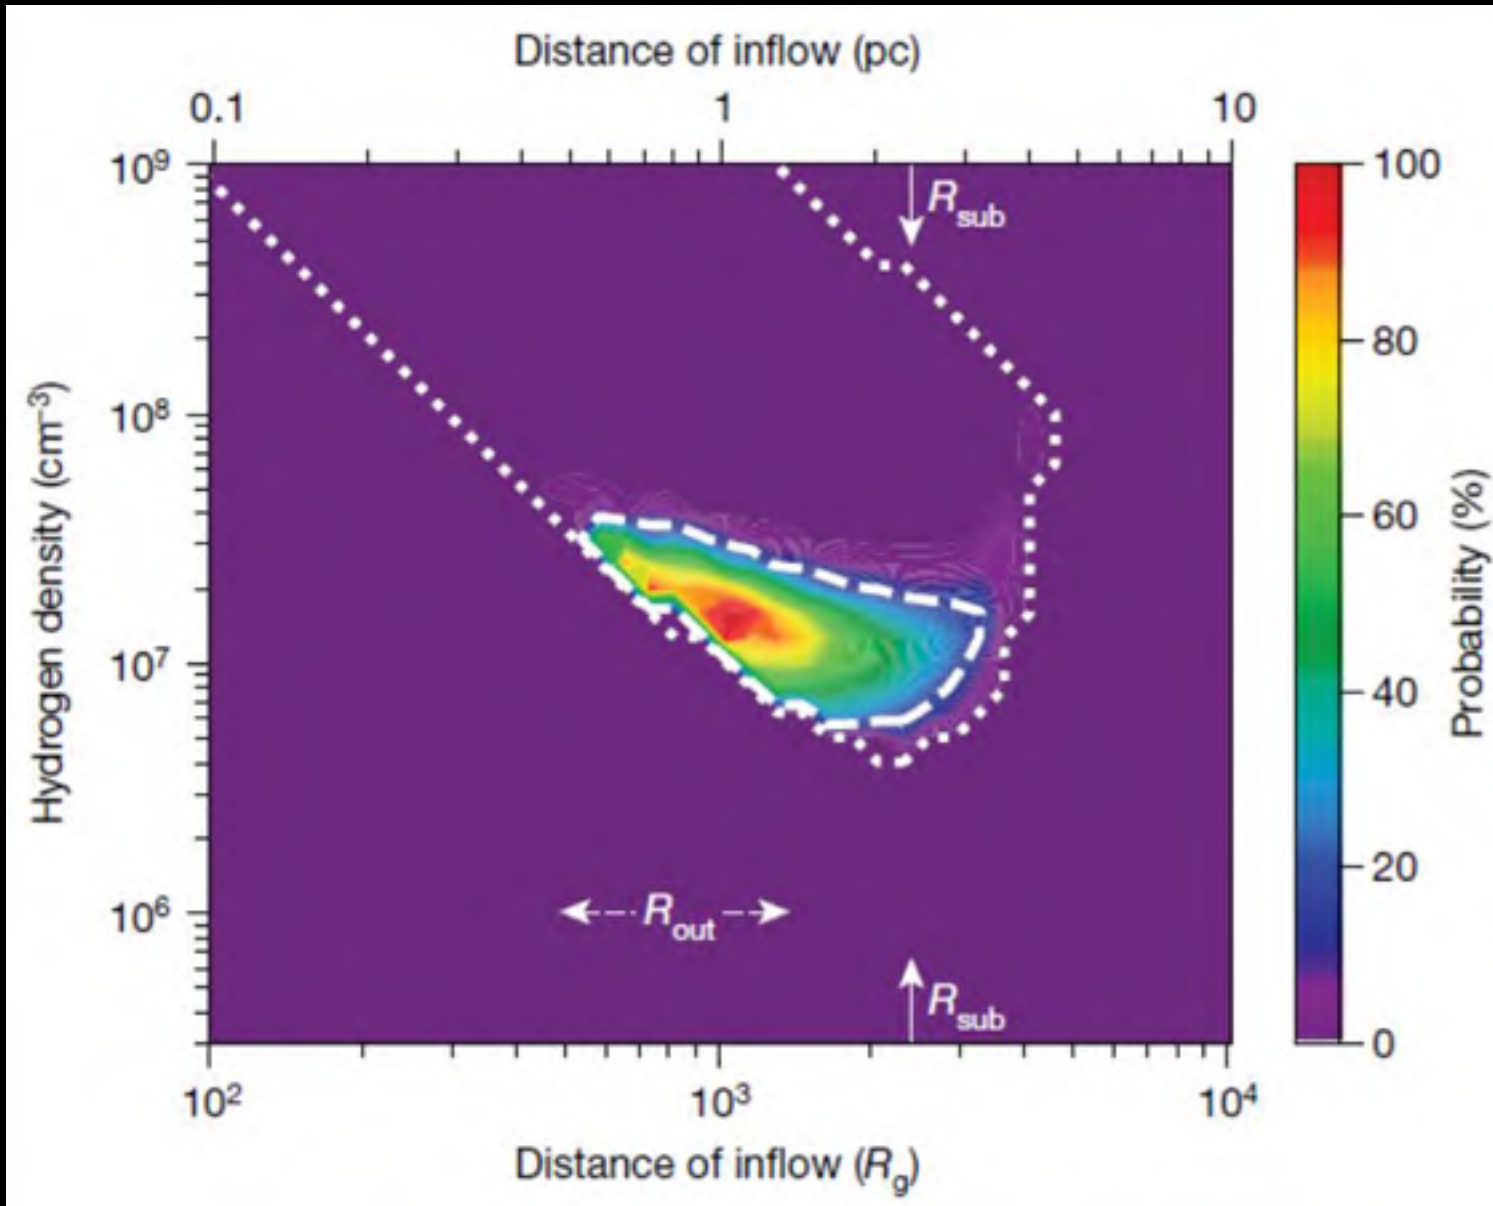 Distance of inflow (pc)
0.1 1 10
10⁹
10⁸
10⁷
10⁶
Hydrogen density (cm⁻³)
R_sub
R_out
R_sub
10² 10³ 10⁴
Distance of inflow (R_g)
100
80
60
40
20
0
Probability (%)